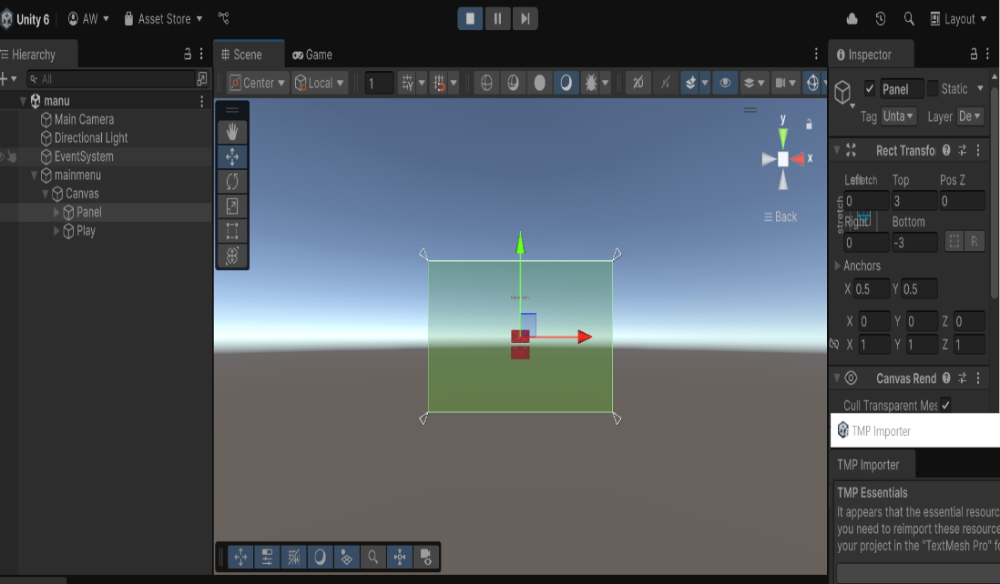 Unity 6 AW Asset Store Layout
Hierarchy Scene Game Inspector
All Center Local 1
manu
Main Camera
Directional Light
EventSystem
mainmenu
Canvas
Panel
Play
y
x
Back
Panel Static
Tag Unta Layer De
Rect Transfo
Left Top Pos Z
stretch
0 3 0
stretch
Right Bottom
0 -3 R
Anchors
X 0.5 Y 0.5
X 0 Y 0 Z 0
X 1 Y 1 Z 1
Canvas Rend
Cull Transparent Mes
TMP Importer
TMP Importer
TMP Essentials
It appears that the essential resourc
you need to reimport these resource
your project in the "TextMesh Pro" fo